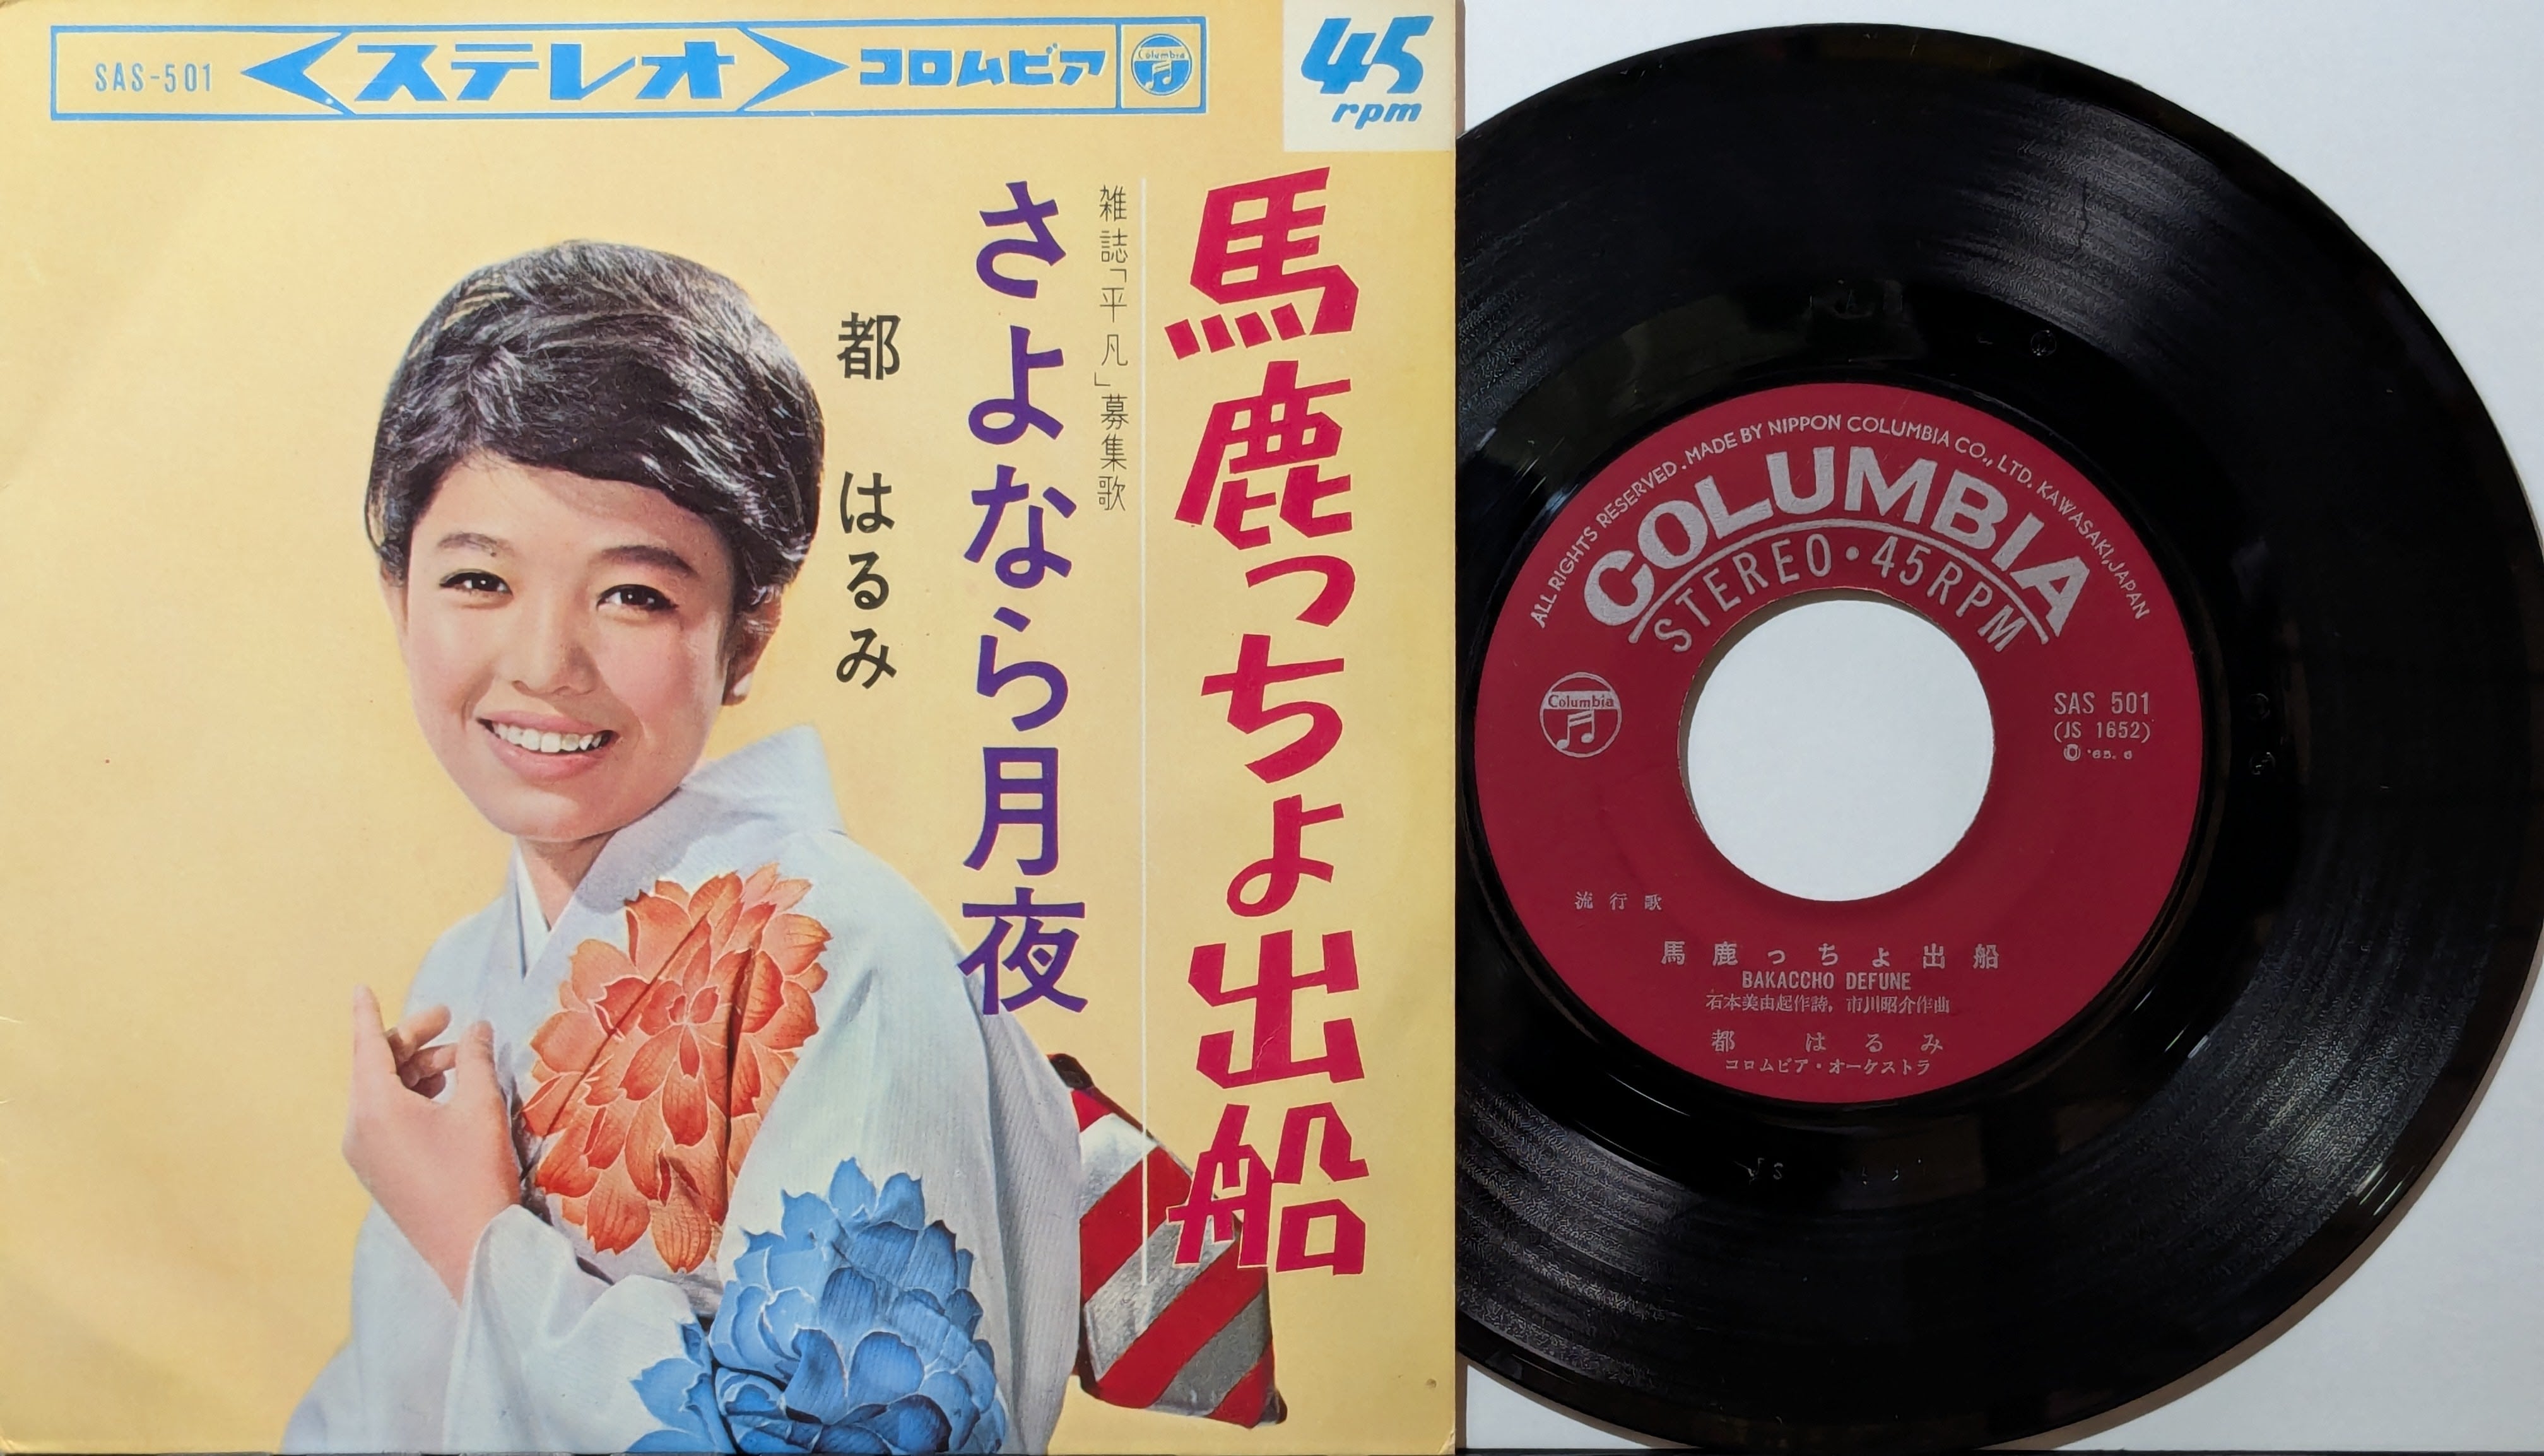 SAS-501
ステレオ
コロムビア
Columbia
45
rpm
馬鹿っちょ出船
雑誌「平凡」募集歌
さよなら月夜
都 はるみ
ALL RIGHTS RESERVED. MADE BY NIPPON COLUMBIA CO., LTD. KAWASAKI, JAPAN
COLUMBIA
STEREO・45RPM
Columbia
SAS 501
(JS 1652)
'65. 6
流行歌
馬鹿っちょ出船
BAKACCHO DEFUNE
石本美由起作詩, 市川昭介作曲
都 はるみ
コロムビア・オーケストラ